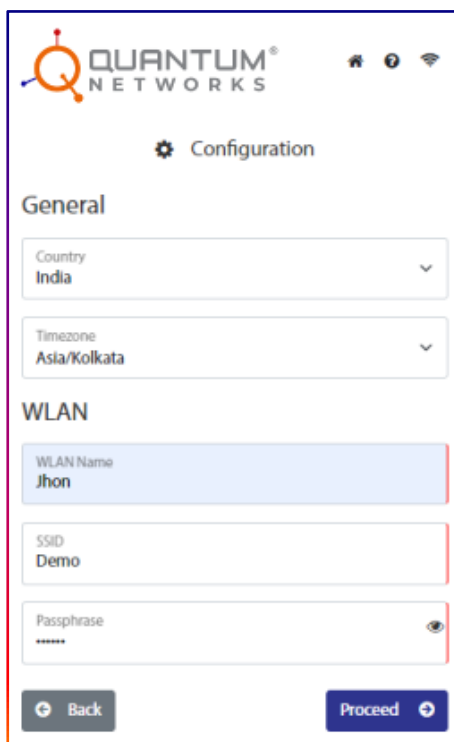 QUANTUM®
NETWORKS
Configuration
General
Country
India
Timezone
Asia/Kolkata
WLAN
WLAN Name
Jhon
SSID
Demo
Passphrase
••••••
Back
Proceed